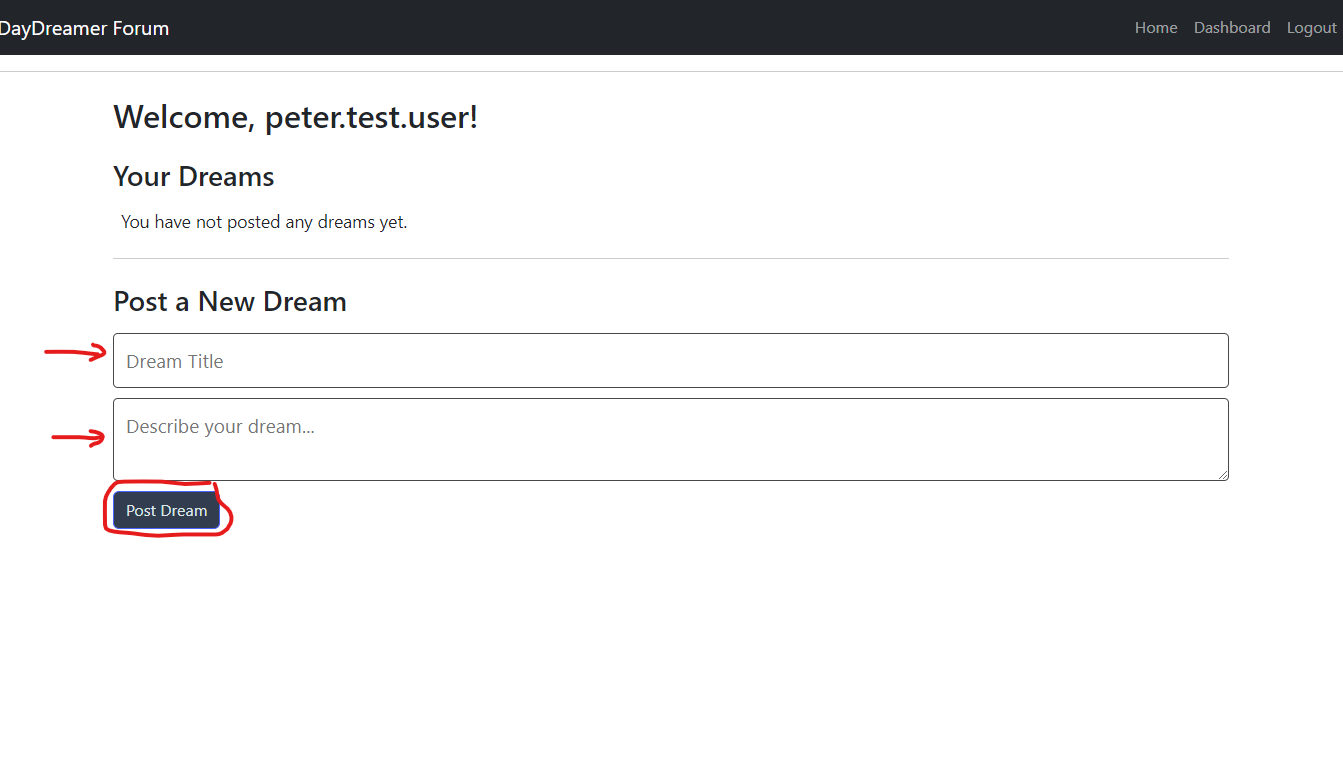 DayDreamer Forum Home Dashboard Logout
Welcome, peter.test.user!
Your Dreams
You have not posted any dreams yet.
Post a New Dream
Dream Title
Describe your dream...
Post Dream